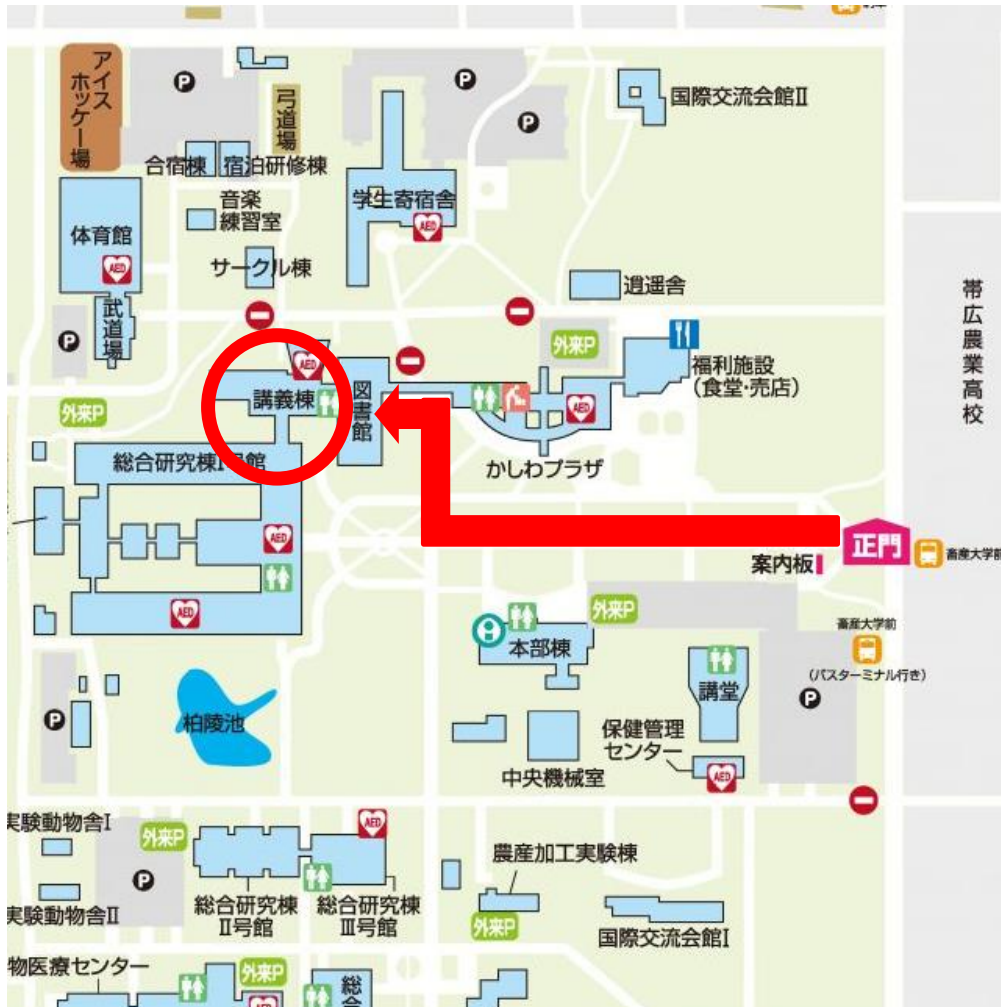 アイス
ホッケー場
P
弓道場
P
P
国際交流会館Ⅱ
合宿棟
宿泊研修棟
音楽
練習室
学生寄宿舎
AED
体育館
AED
サークル棟
逍遥舎
帯広農業高校
武道場
P
外来P
AED
福利施設
(食堂・売店)
外来P
講義棟
図書館
AED
総合研究棟Ⅰ号館
かしわプラザ
AED
正門
畜産大学前
案内板
AED
外来P
本部棟
畜産大学前
(バスターミナル行き)
講堂
P
P
柏陵池
保健管理
センター
AED
中央機械室
実験動物舎Ⅰ
外来P
AED
P
農産加工実験棟
実験動物舎Ⅱ
総合研究棟
Ⅱ号館
総合研究棟
Ⅲ号館
外来P
国際交流会館Ⅰ
物医療センター
外来P
総合